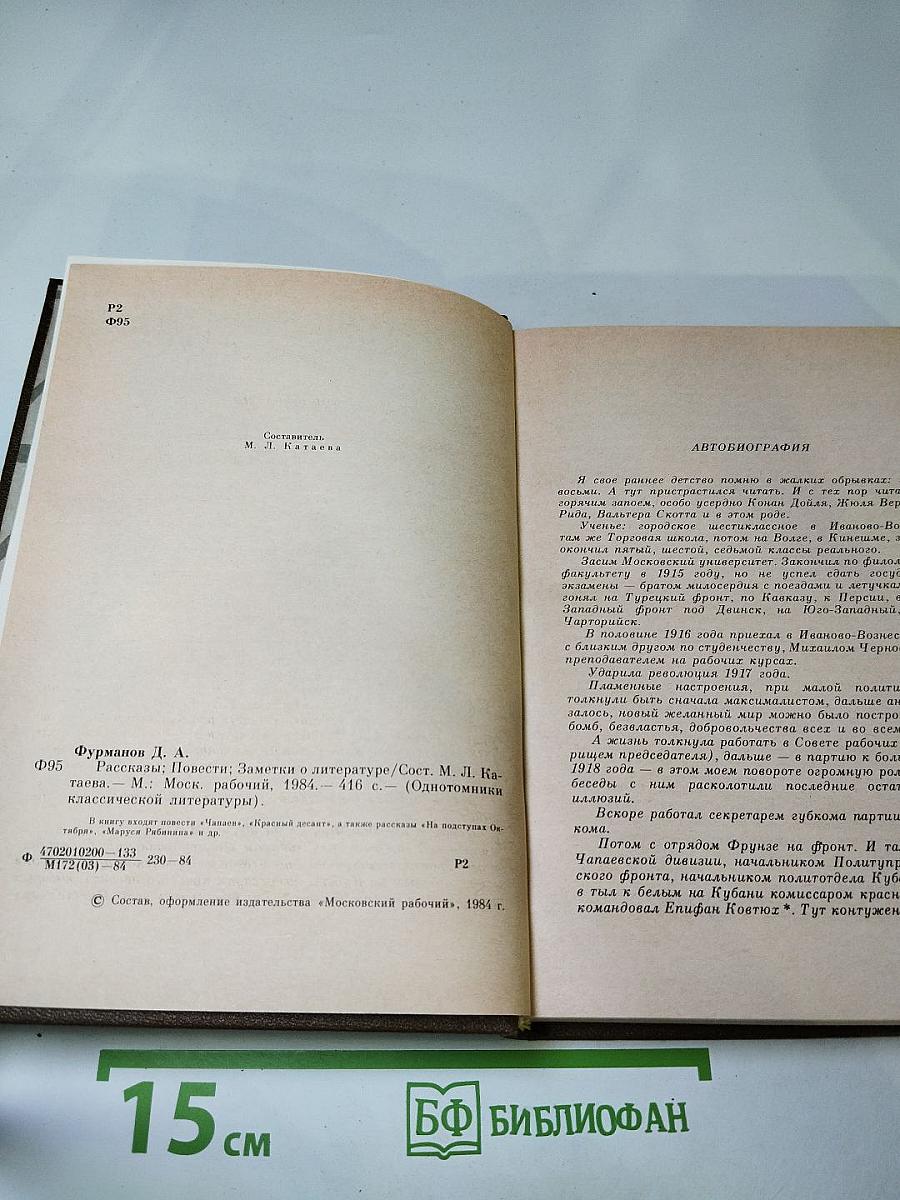 Р2
Ф95
Составитель
М. Л. Катаева
Фурманов Д. А.
Ф95 Рассказы; Повести; Заметки о литературе/Сост. М. Л. Ка-
таева.— М.: Моск. рабочий, 1984.— 416 с.— (Однотомники
классической литературы).
В книгу входят повести «Чапаев», «Красный десант», а также рассказы «На подступах Ок-
тября», «Маруся Рябинина» и др.
Ф 4702010200—133
М172(03)—84 230—84 Р2
© Состав, оформление издательства «Московский рабочий», 1984 г.
АВТОБИОГРАФИЯ
Я свое раннее детство помню в жалких обрывках:
восьми. А тут пристрастился читать. И с тех пор чита
горячим запоем, особо усердно Конан Дойля, Жюля Вер
Рида, Вальтера Скотта и в этом роде.
Ученье: городское шестиклассное в Иваново-Во
там же Торговая школа, потом на Волге, в Кинешме, з
окончил пятый, шестой, седьмой классы реального.
Засим Московский университет. Закончил по филол
факультету в 1915 году, но не успел сдать госуд
экзамены — братом милосердия с поездами и летучкам
гонял на Турецкий фронт, по Кавказу, к Персии, в
Западный фронт под Двинск, на Юго-Западный,
Чарторийск.
В половине 1916 года приехал в Иваново-Вознес
с близким другом по студенчеству, Михаилом Черно
преподавателем на рабочих курсах.
Ударила революция 1917 года.
Пламенные настроения, при малой полити
толкнули быть сначала максималистом, дальше ан
залось, новый желанный мир можно было построи
бомб, безвластья, добровольчества всех и во всем
А жизнь толкнула работать в Совете рабочих
рищем председателя), дальше — в партию к боль
1918 года — в этом моем повороте огромную рол
беседы с ним расколотили последние остат
иллюзий.
Вскоре работал секретарем губкома партии
кома.
Потом с отрядом Фрунзе на фронт. И та
Чапаевской дивизии, начальником Политупр
ского фронта, начальником политотдела Куба
в тыл к белым на Кубани комиссаром красн
командовал Епифан Ковтюх*. Тут контужен
15 см
БФ БИБЛИОФАН